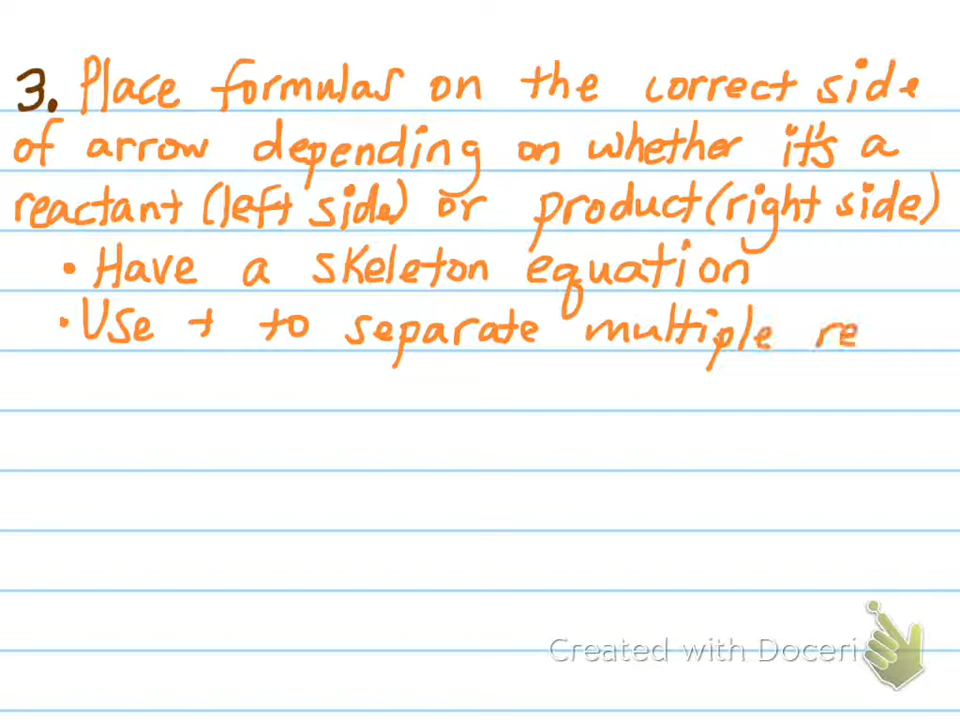 3. Place formulas on the correct side
of arrow depending on whether it's a
reactant (left side) or product (right side)
• Have a skeleton equation
• Use + to separate multiple re
Created with Doceri